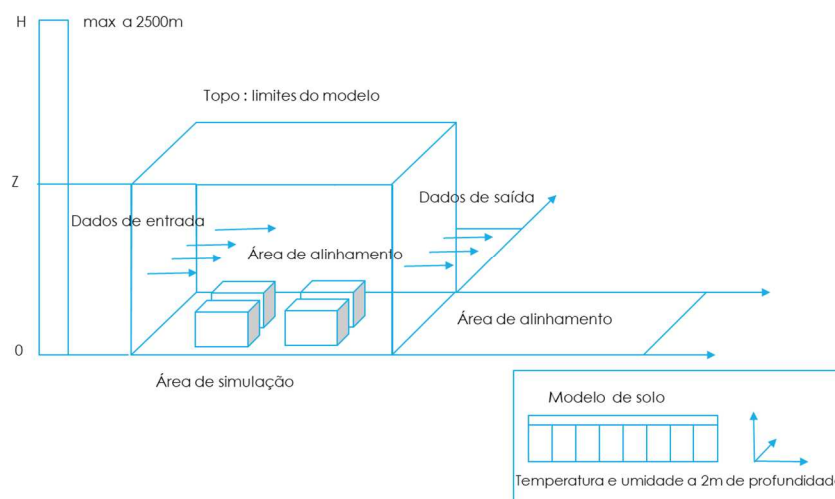 H
max a 2500m
Topo : limites do modelo
Z
Dados de saída
Dados de entrada
Área de alinhamento
Área de alinhamento
0
Área de simulação
Modelo de solo
Temperatura e umidade a 2m de profundidade